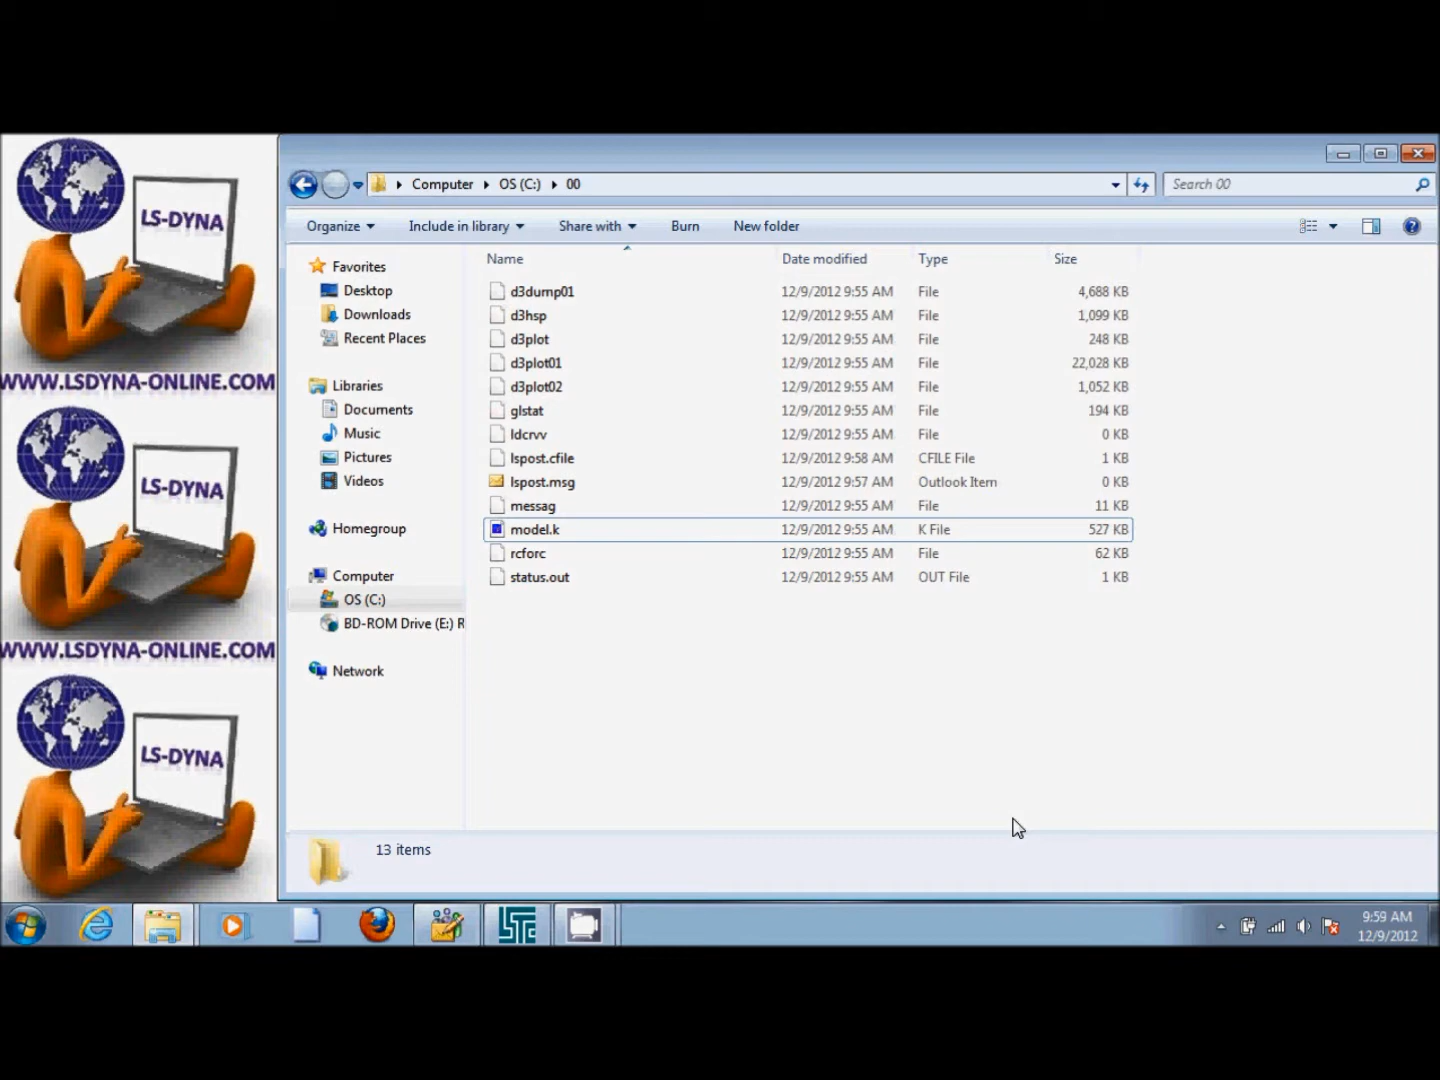 LS-DYNA
WWW.LSDYNA-ONLINE.COM
LS-DYNA
WWW.LSDYNA-ONLINE.COM
LS-DYNA
Computer OS (C:) 00
Search 00
Organize Include in library Share with Burn New folder
Favorites
Desktop
Downloads
Recent Places
Libraries
Documents
Music
Pictures
Videos
Homegroup
Computer
OS (C:)
BD-ROM Drive (E:) R
Network
Name Date modified Type Size
d3dump01 12/9/2012 9:55 AM File 4,688 KB
d3hsp 12/9/2012 9:55 AM File 1,099 KB
d3plot 12/9/2012 9:55 AM File 248 KB
d3plot01 12/9/2012 9:55 AM File 22,028 KB
d3plot02 12/9/2012 9:55 AM File 1,052 KB
glstat 12/9/2012 9:55 AM File 194 KB
ldcrvv 12/9/2012 9:55 AM File 0 KB
lspost.cfile 12/9/2012 9:58 AM CFILE File 1 KB
lspost.msg 12/9/2012 9:57 AM Outlook Item 0 KB
messag 12/9/2012 9:55 AM File 11 KB
model.k 12/9/2012 9:55 AM K File 527 KB
rcforc 12/9/2012 9:55 AM File 62 KB
status.out 12/9/2012 9:55 AM OUT File 1 KB
13 items
9:59 AM
12/9/2012